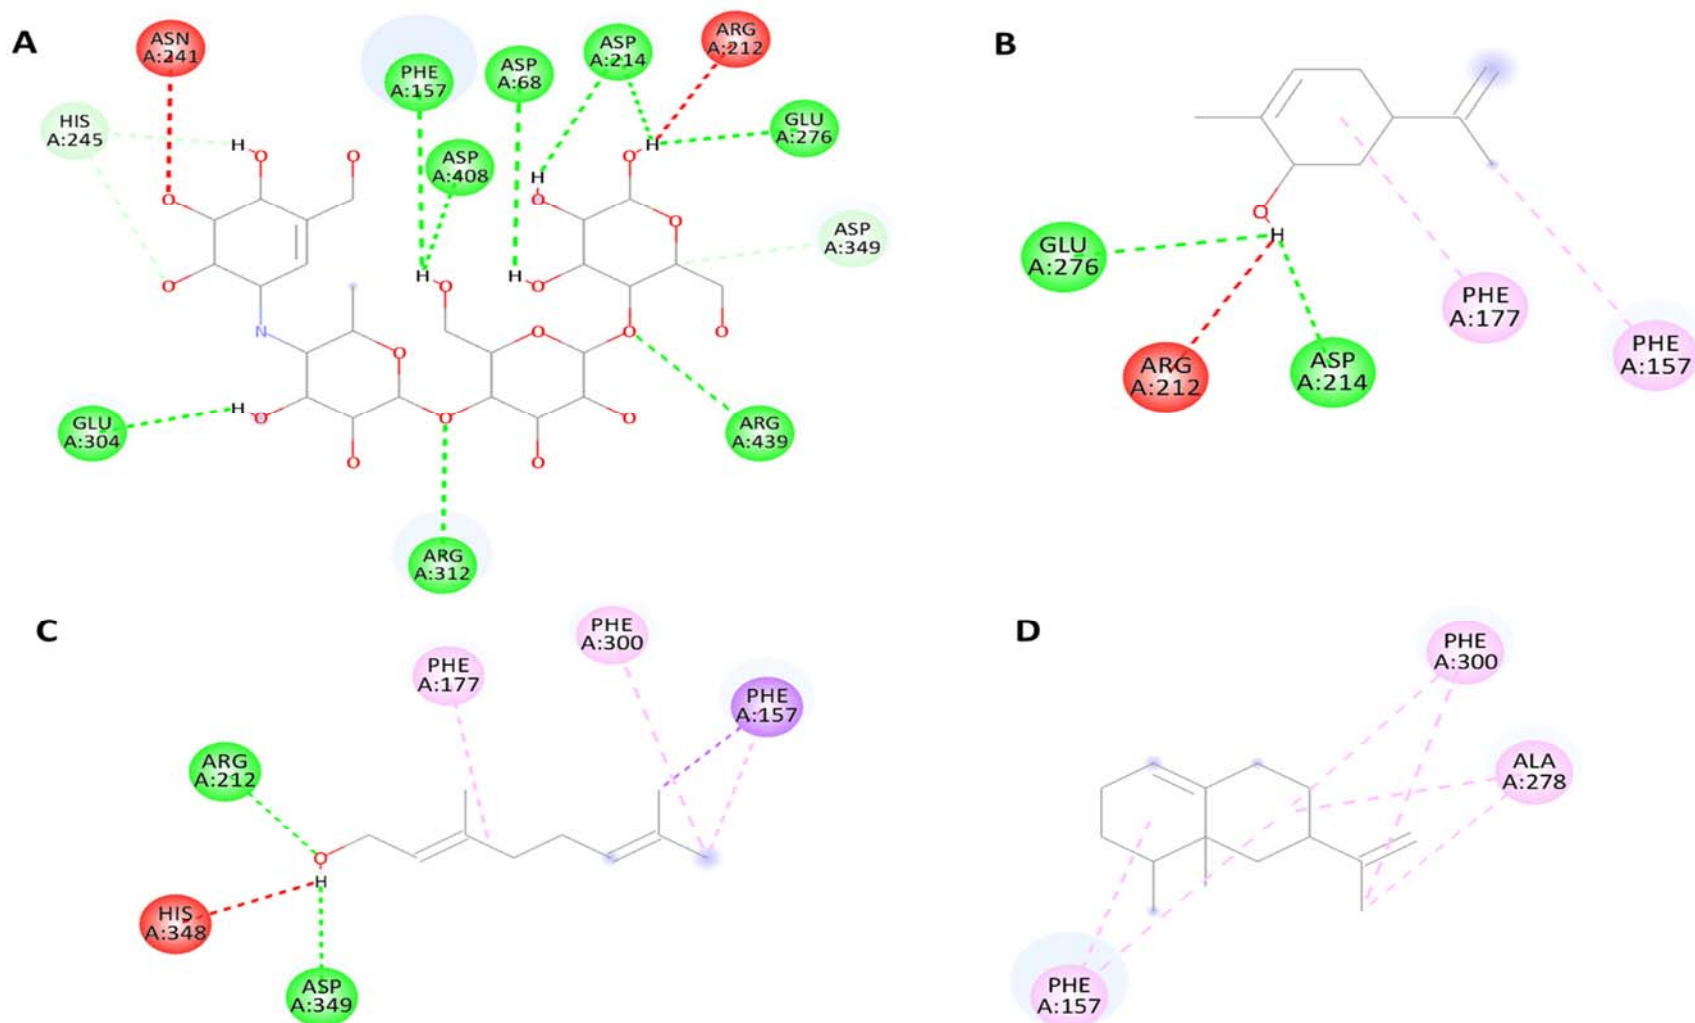 A
ASN
A:241
PHE
A:157
ASP
A:68
ASP
A:214
ARG
A:212
HIS
A:245
H
O
O
ASP
A:408
O
H
GLU
A:276
O
H
O
O
O
ASP
A:349
H
O
H
O
N
O
O
O
O
O
GLU
A:304
H
O
O
O
ARG
A:439
O
O
ARG
A:312
B
O
H
GLU
A:276
ARG
A:212
ASP
A:214
PHE
A:177
PHE
A:157
C
PHE
A:177
PHE
A:300
PHE
A:157
ARG
A:212
O
H
HIS
A:348
ASP
A:349
D
PHE
A:300
ALA
A:278
PHE
A:157